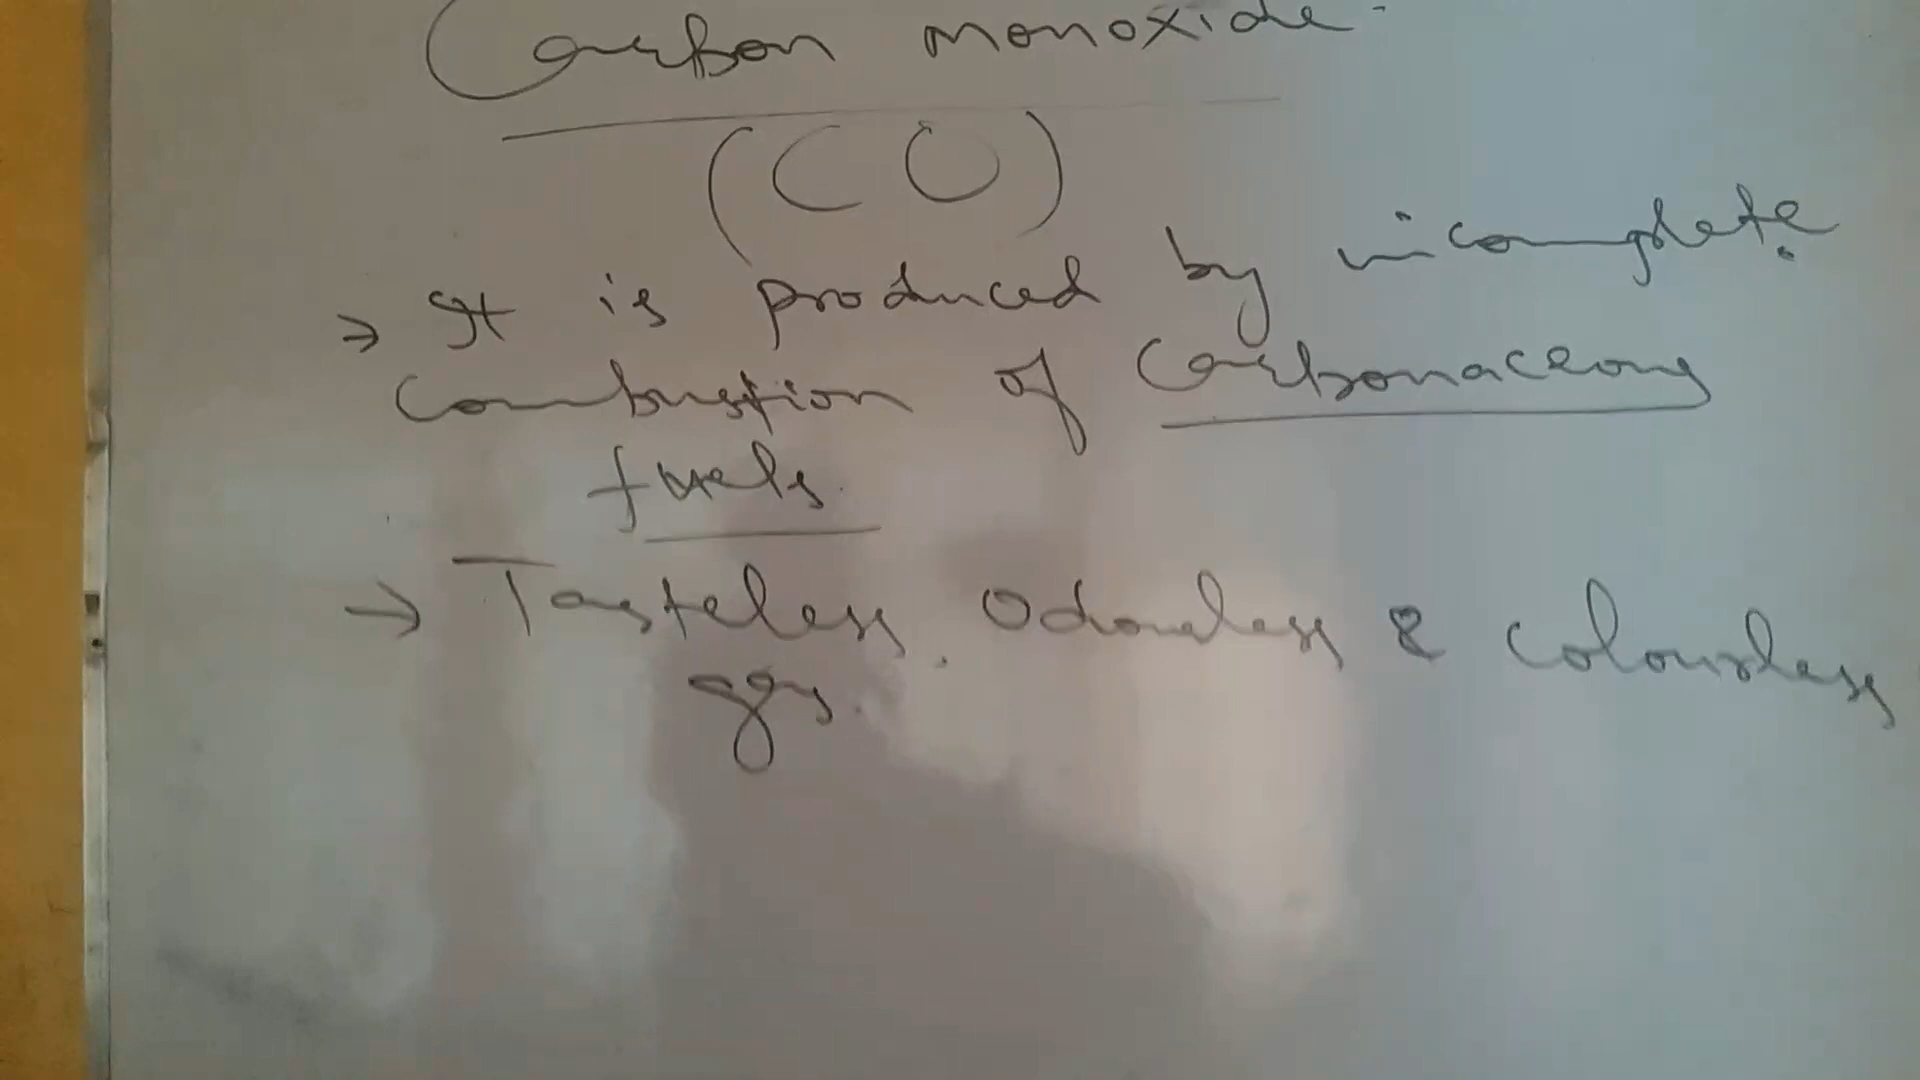 Carbon monoxide.
(CO)
→ It is produced by incomplete
Combustion of Carbonaceous
fuels.
→ Tasteless, Odourless & colourless
gas.